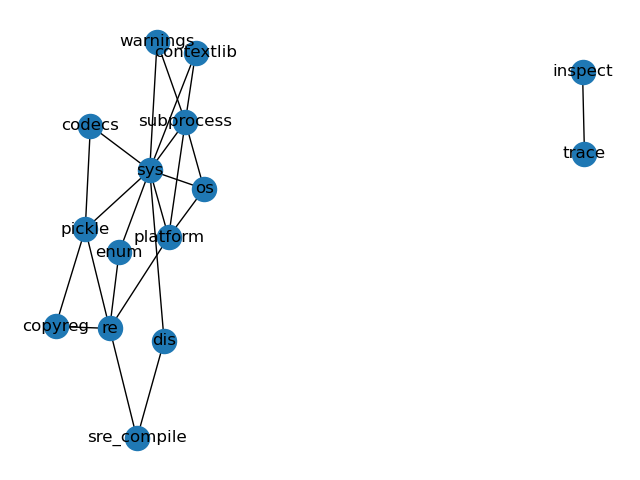 warnings
contextlib
inspect
codecs
subprocess
trace
sys
os
pickle
platform
enum
copyreg
re
dis
sre_compile